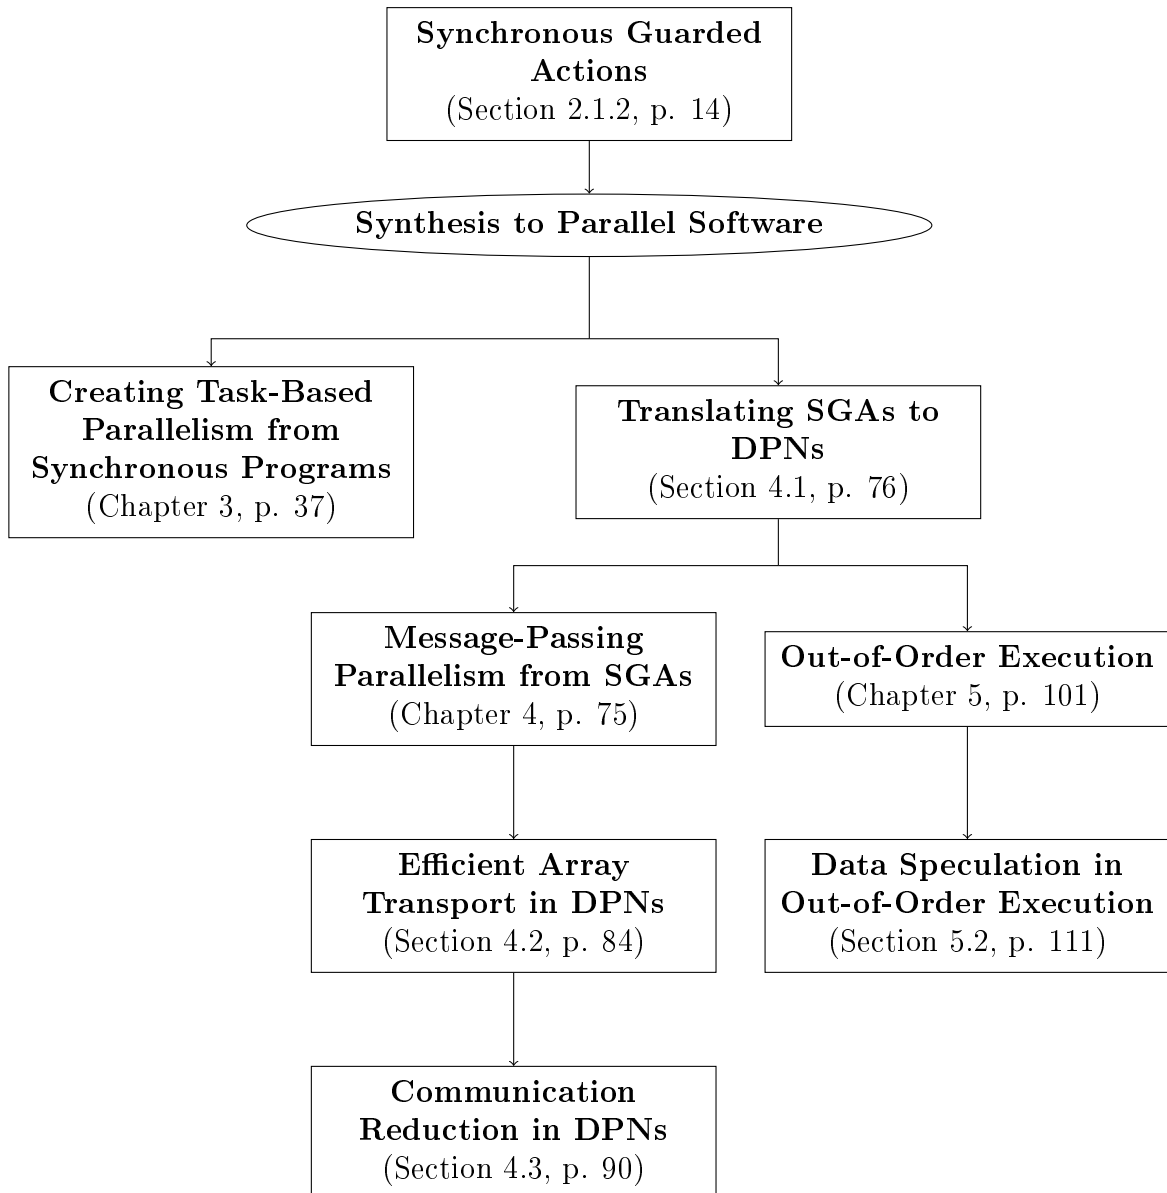 Synchronous Guarded
Actions
(Section 2.1.2, p. 14)
Synthesis to Parallel Software
Creating Task-Based
Parallelism from
Synchronous Programs
(Chapter 3, p. 37)
Translating SGAs to
DPNs
(Section 4.1, p. 76)
Message-Passing
Parallelism from SGAs
(Chapter 4, p. 75)
Out-of-Order Execution
(Chapter 5, p. 101)
Efficient Array
Transport in DPNs
(Section 4.2, p. 84)
Data Speculation in
Out-of-Order Execution
(Section 5.2, p. 111)
Communication
Reduction in DPNs
(Section 4.3, p. 90)